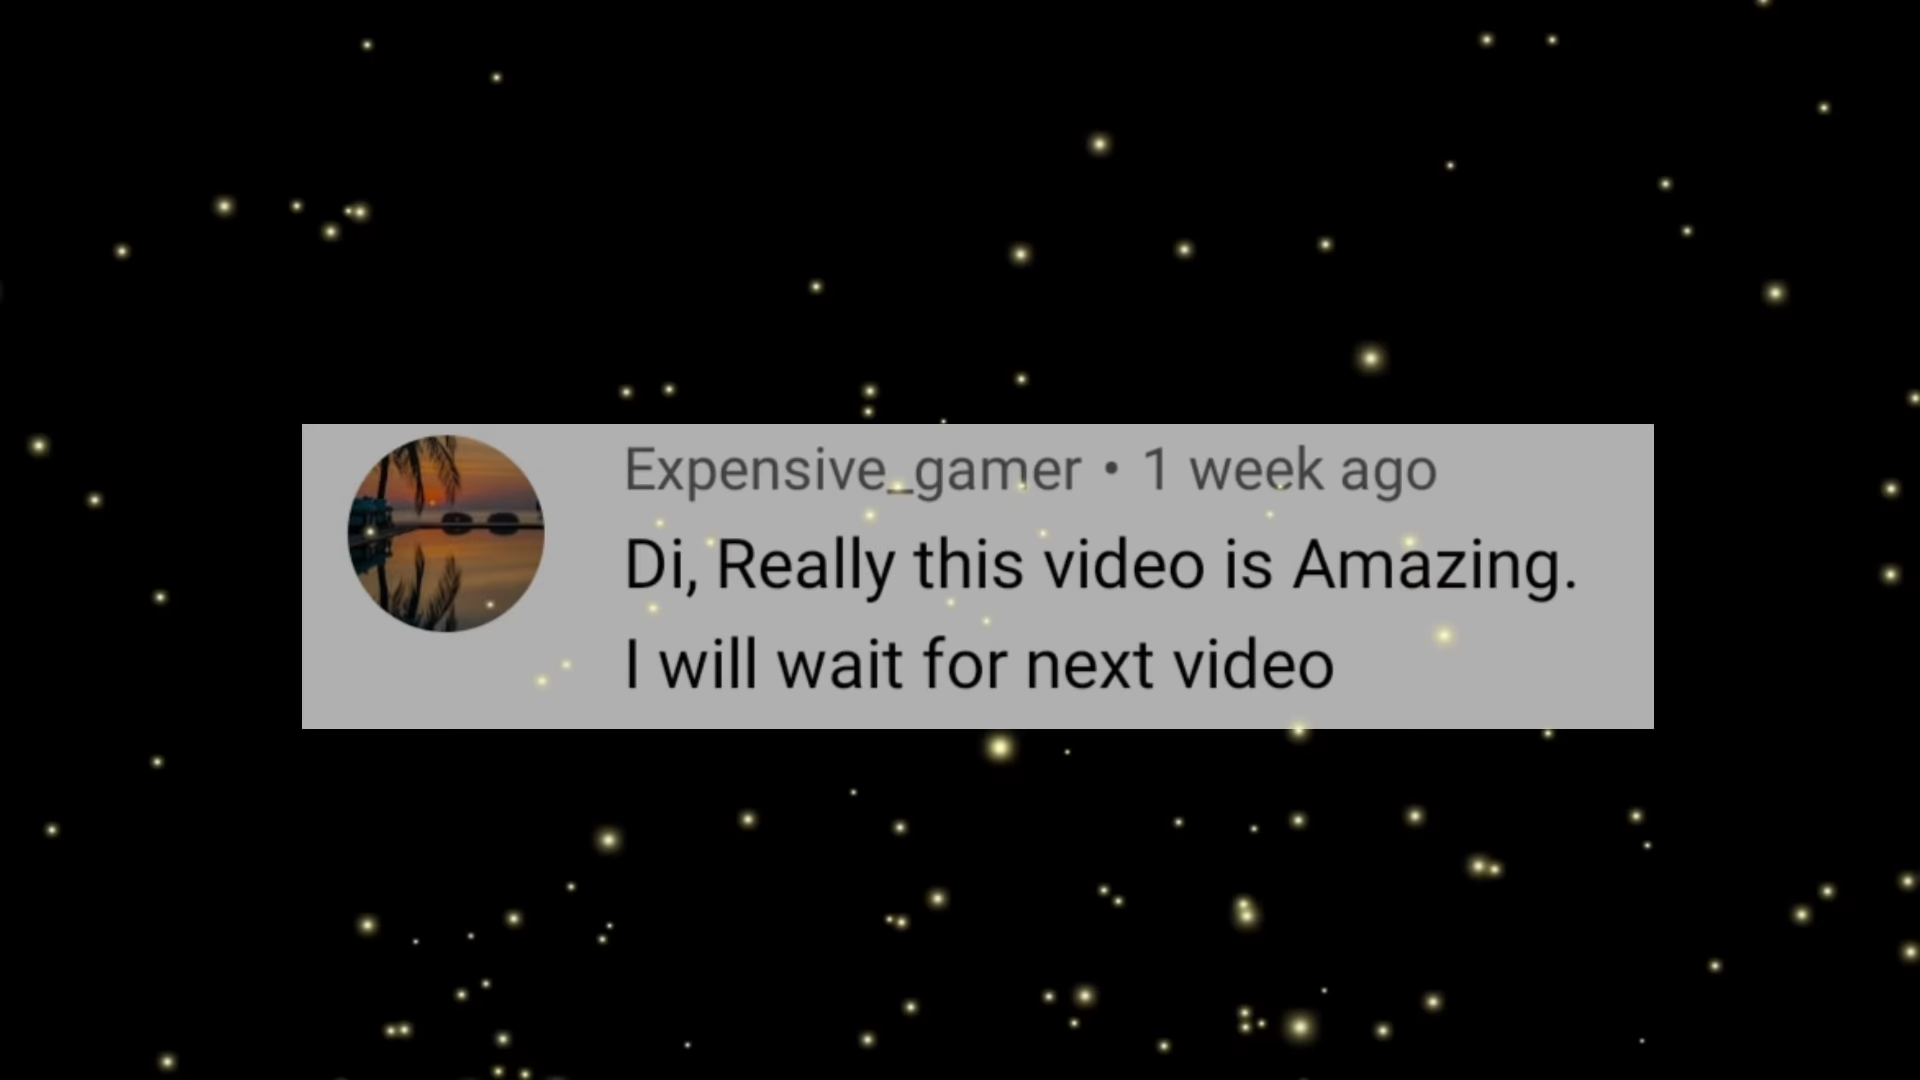 Expensive_gamer • 1 week ago
Di, Really this video is Amazing.
I will wait for next video